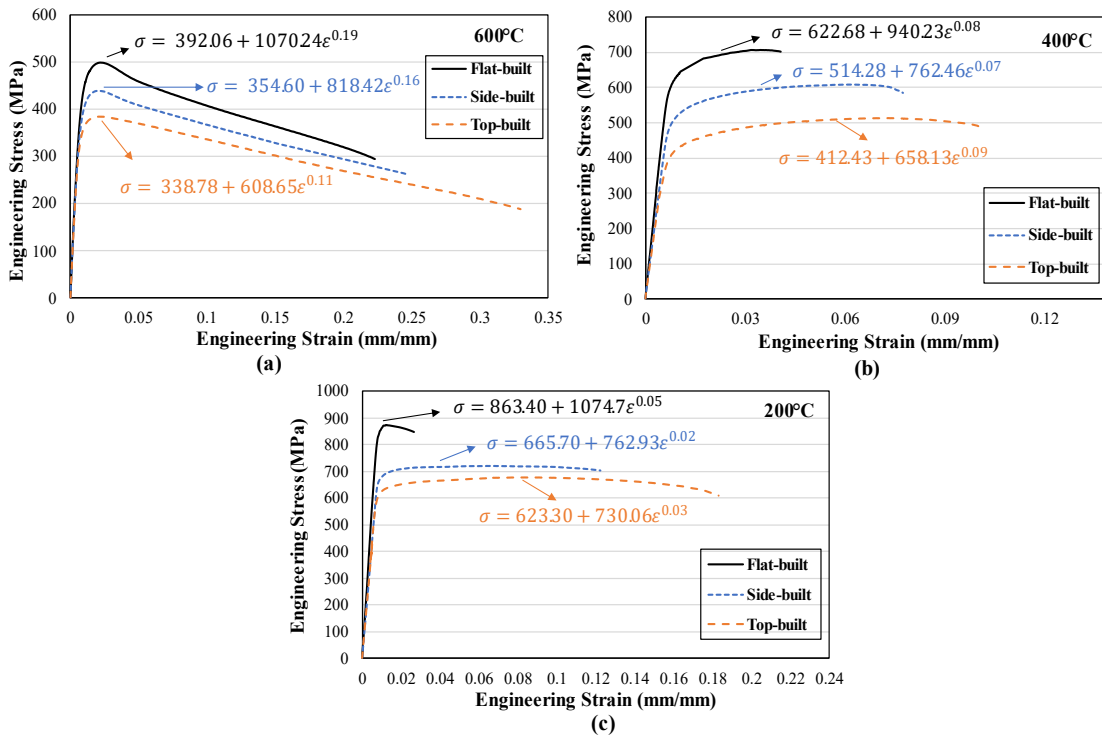 (a)
600
500
400
300
200
100
0
Engineering Stress (MPa)
σ = 392.06 + 1070.24ε^0.19
600°C
σ = 354.60 + 818.42ε^0.16
σ = 338.78 + 608.65ε^0.11
Flat-built
Side-built
Top-built
0 0.05 0.1 0.15 0.2 0.25 0.3 0.35
Engineering Strain (mm/mm)
(a)
800
700
600
500
400
300
200
100
0
Engineering Stress (MPa)
σ = 622.68 + 940.23ε^0.08
400°C
σ = 514.28 + 762.46ε^0.07
σ = 412.43 + 658.13ε^0.09
Flat-built
Side-built
Top-built
0 0.03 0.06 0.09 0.12
Engineering Strain (mm/mm)
(b)
1000
900
800
700
600
500
400
300
200
100
0
Engineering Stress (MPa)
σ = 863.40 + 1074.7ε^0.05
200°C
σ = 665.70 + 762.93ε^0.02
σ = 623.30 + 730.06ε^0.03
Flat-built
Side-built
Top-built
0 0.02 0.04 0.06 0.08 0.1 0.12 0.14 0.16 0.18 0.2 0.22 0.24
Engineering Strain (mm/mm)
(c)